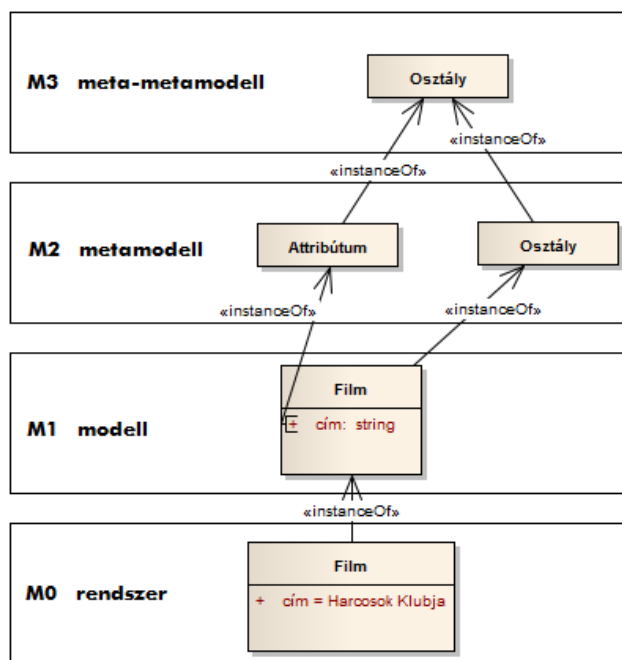 M3 meta-metamodell
Osztály
«instanceOf»
«instanceOf»
M2 metamodell
Attribútum
Osztály
«instanceOf»
«instanceOf»
M1 modell
Film
+ cím: string
«instanceOf»
M0 rendszer
Film
+ cím = Harcosok Klubja